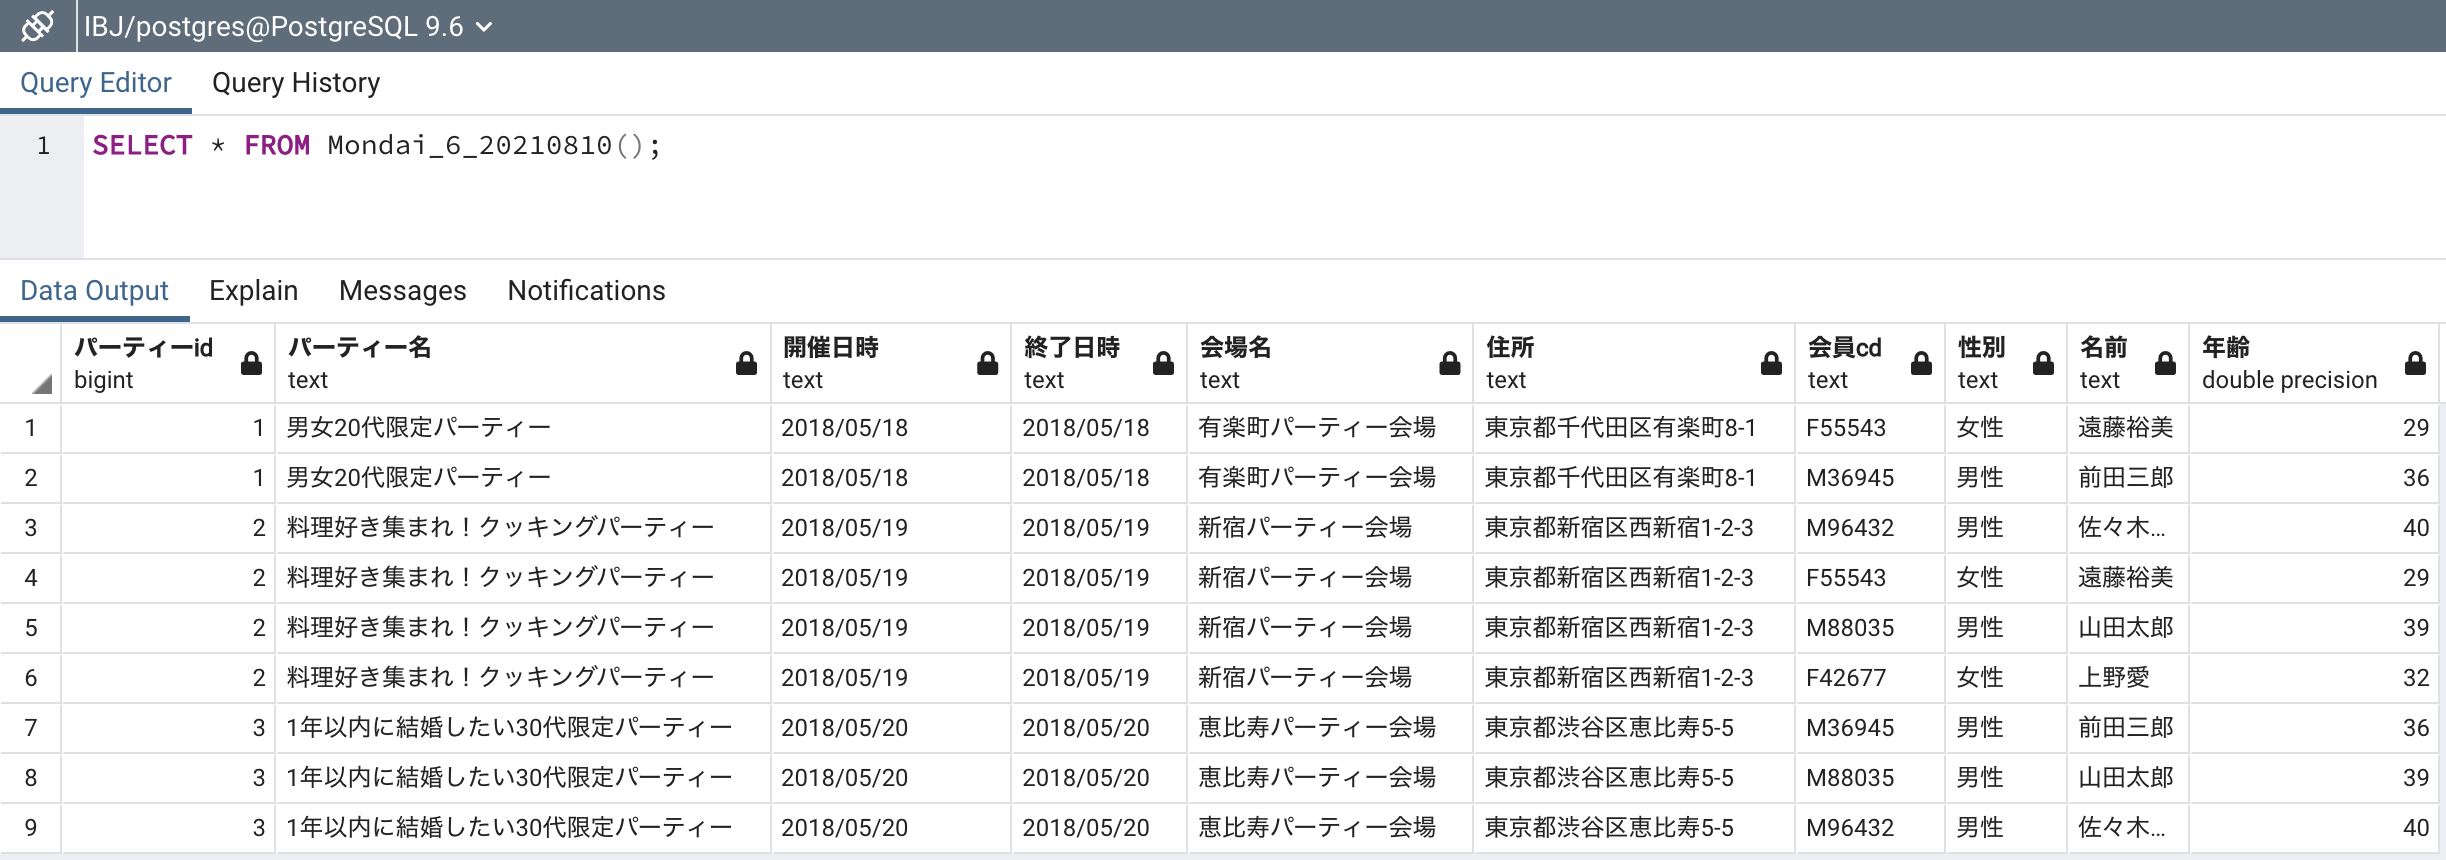 IBJ/postgres@PostgreSQL 9.6
Query Editor Query History
1 SELECT * FROM Mondai_6_20210810();
Data Output Explain Messages Notifications
パーティーid パーティー名 開催日時 終了日時 会場名 住所 会員cd 性別 名前 年齢
bigint text text text text text text text text double precision
1 1 男女20代限定パーティー 2018/05/18 2018/05/18 有楽町パーティー会場 東京都千代田区有楽町8-1 F55543 女性 遠藤裕美 29
2 1 男女20代限定パーティー 2018/05/18 2018/05/18 有楽町パーティー会場 東京都千代田区有楽町8-1 M36945 男性 前田三郎 36
3 2 料理好き集まれ！クッキングパーティー 2018/05/19 2018/05/19 新宿パーティー会場 東京都新宿区西新宿1-2-3 M96432 男性 佐々木... 40
4 2 料理好き集まれ！クッキングパーティー 2018/05/19 2018/05/19 新宿パーティー会場 東京都新宿区西新宿1-2-3 F55543 女性 遠藤裕美 29
5 2 料理好き集まれ！クッキングパーティー 2018/05/19 2018/05/19 新宿パーティー会場 東京都新宿区西新宿1-2-3 M88035 男性 山田太郎 39
6 2 料理好き集まれ！クッキングパーティー 2018/05/19 2018/05/19 新宿パーティー会場 東京都新宿区西新宿1-2-3 F42677 女性 上野愛 32
7 3 1年以内に結婚したい30代限定パーティー 2018/05/20 2018/05/20 恵比寿パーティー会場 東京都渋谷区恵比寿5-5 M36945 男性 前田三郎 36
8 3 1年以内に結婚したい30代限定パーティー 2018/05/20 2018/05/20 恵比寿パーティー会場 東京都渋谷区恵比寿5-5 M88035 男性 山田太郎 39
9 3 1年以内に結婚したい30代限定パーティー 2018/05/20 2018/05/20 恵比寿パーティー会場 東京都渋谷区恵比寿5-5 M96432 男性 佐々木... 40